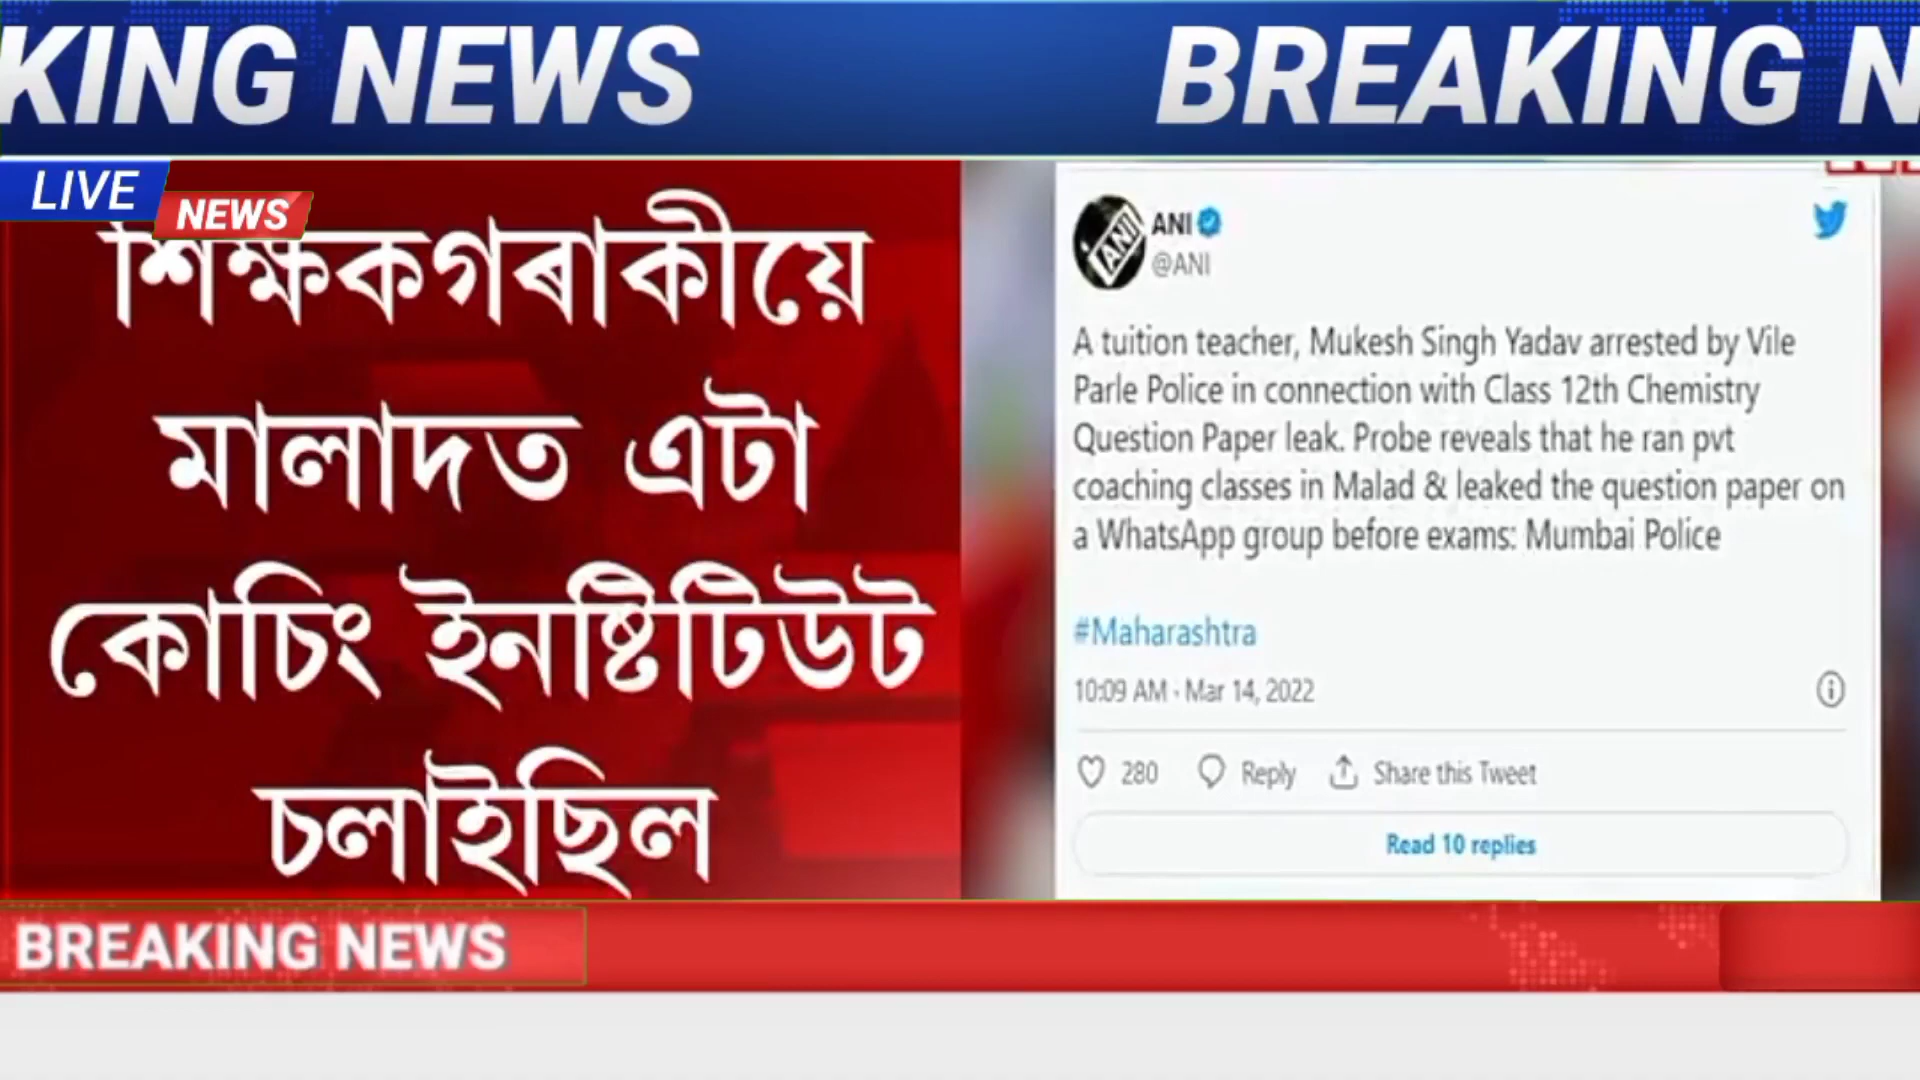 KING NEWS
BREAKING N
LIVE
NEWS
শিক্ষকগৰাকীয়ে
মালাদত এটা
কোচিং ইনষ্টিটিউট
চলাইছিল
ANI
@ANI
A tuition teacher, Mukesh Singh Yadav arrested by Vile
Parle Police in connection with Class 12th Chemistry
Question Paper leak. Probe reveals that he ran pvt
coaching classes in Malad & leaked the question paper on
a WhatsApp group before exams: Mumbai Police
#Maharashtra
10:09 AM · Mar 14, 2022
280 Reply Share this Tweet
Read 10 replies
BREAKING NEWS